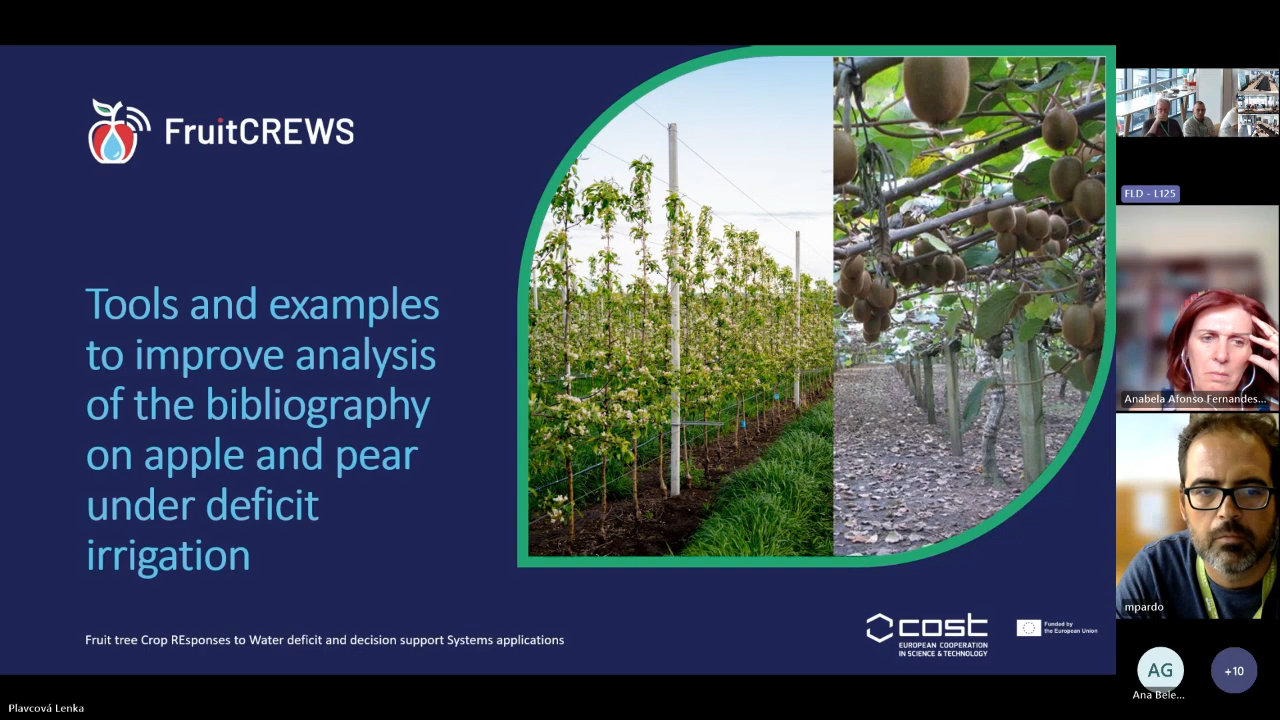 FruitCREWS
Tools and examples
to improve analysis
of the bibliography
on apple and pear
under deficit
irrigation
Fruit tree Crop REsponses to Water deficit and decision support Systems applications
cost
EUROPEAN COOPERATION
IN SCIENCE & TECHNOLOGY
Funded by
the European Union
Plavcová Lenka
FLD - L125
Anabela Afonso Fernandes...
mpardo
AG
Ana Bele...
+10